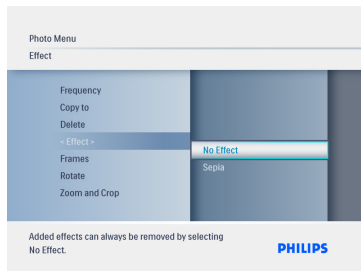 Photo Menu
Effect
Frequency
Copy to
Delete
< Effect >
Frames
Rotate
Zoom and Crop
No Effect
Sepia
Added effects can always be removed by selecting
No Effect.
PHILIPS